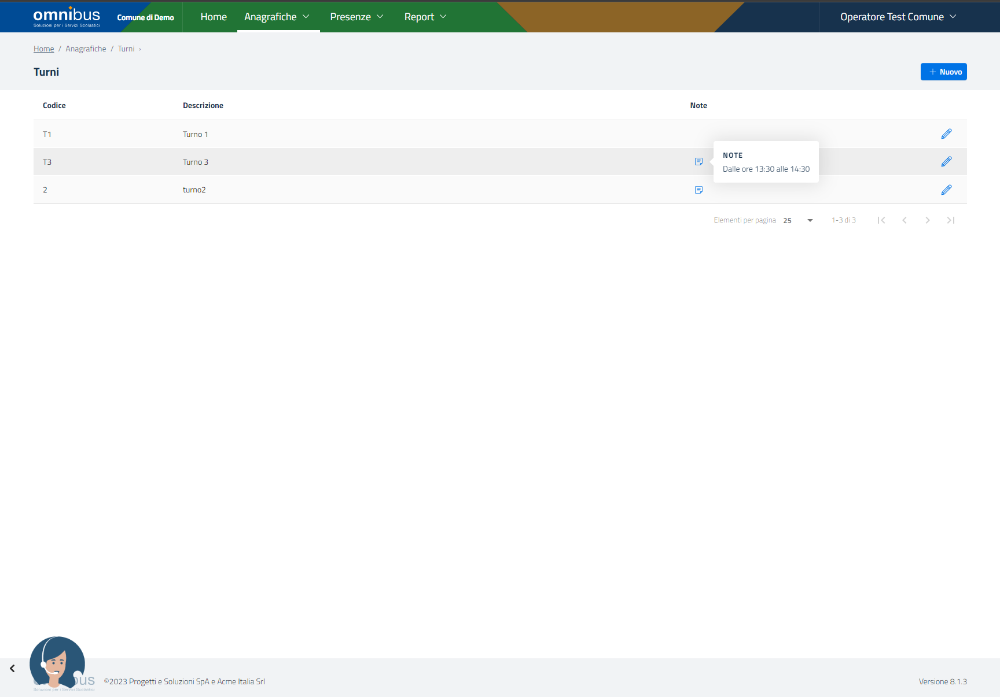 omnibus
Soluzioni per i Servizi Scolastici
Comune di Demo
Home
Anagrafiche
Presenze
Report
Operatore Test Comune
Home / Anagrafiche / Turni ›
Turni
+ Nuovo
Codice Descrizione Note
T1 Turno 1
T3 Turno 3
NOTE
Dalle ore 13:30 alle 14:30
2 turno2
Elementi per pagina 25 1-3 di 3
Soluzioni per i Servizi Scolastici
©2023 Progetti e Soluzioni SpA e Acme Italia Srl
Versione 8.1.3